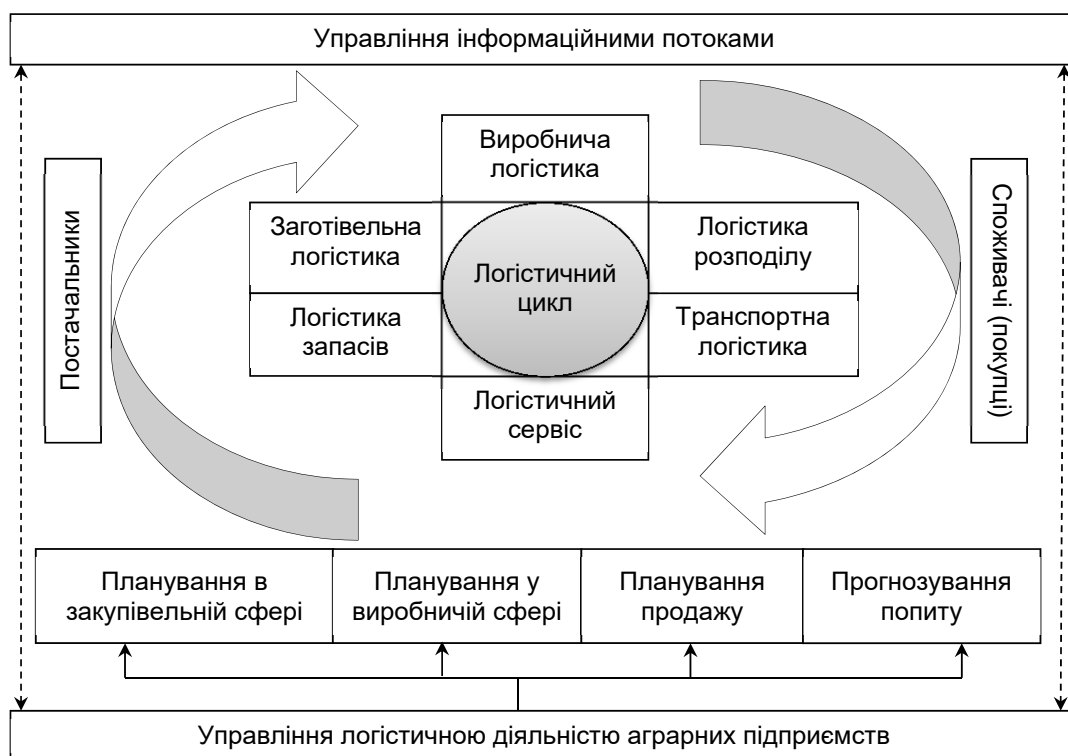 Управління інформаційними потоками
Виробнича
логістика
Постачальники
Заготівельна
логістика
Логістика
розподілу
Логістичний
цикл
Логістика
запасів
Транспортна
логістика
Логістичний
сервіс
Споживачі (покупці)
Планування в
закупівельній сфері
Планування у
виробничій сфері
Планування
продажу
Прогнозування
попиту
Управління логістичною діяльністю аграрних підприємств